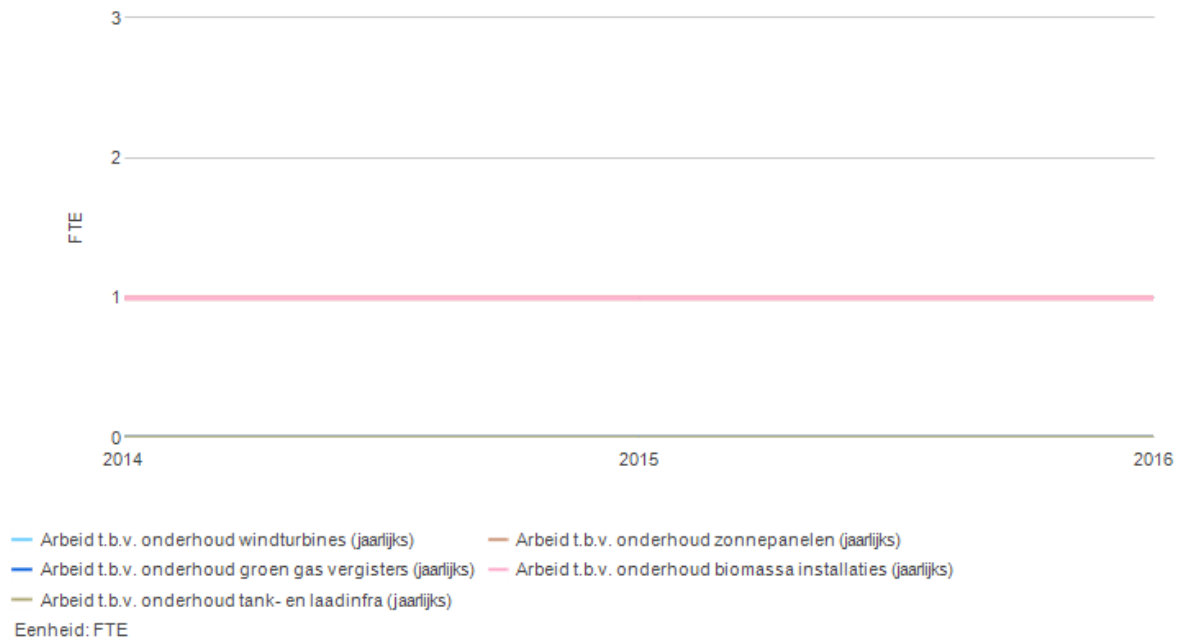 3
2
FTE
1
0
2014 2015 2016
Arbeid t.b.v. onderhoud windturbines (jaarlijks) Arbeid t.b.v. onderhoud zonnepanelen (jaarlijks)
Arbeid t.b.v. onderhoud groen gas vergisters (jaarlijks) Arbeid t.b.v. onderhoud biomassa installaties (jaarlijks)
Arbeid t.b.v. onderhoud tank- en laadinfra (jaarlijks)
Eenheid: FTE